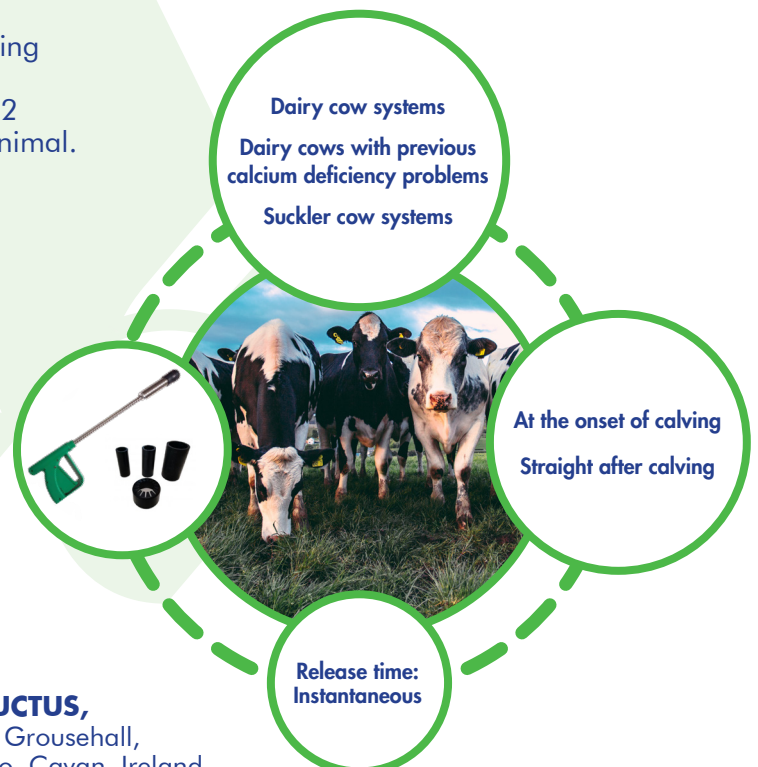 ing
2
nimal.
Dairy cow systems
Dairy cows with previous
calcium deficiency problems
Suckler cow systems
At the onset of calving
Straight after calving
Release time:
Instantaneous
UCTUS,
Grousehall,
o. Cavan, Ireland